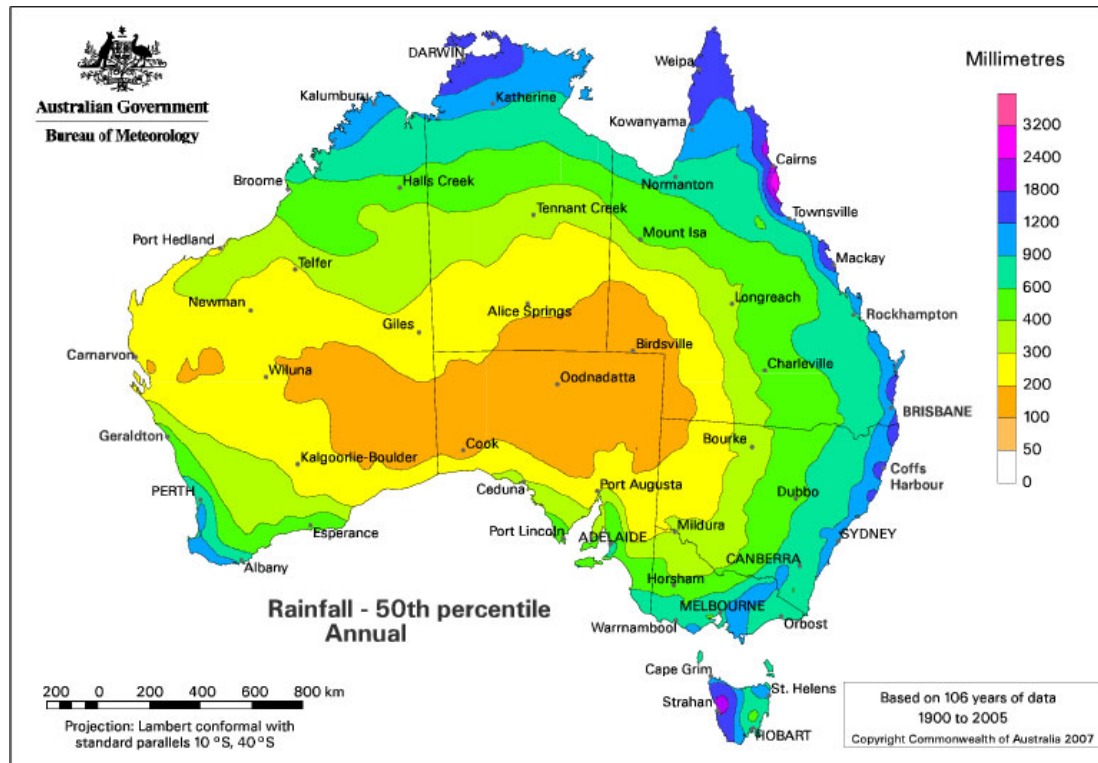 Australian Government
Bureau of Meteorology
DARWIN
Weipa
Millimetres
Kalumburu
Katherine
Kowanyama
3200
2400
1800
1200
900
600
400
300
200
100
50
0
Cairns
Broome
Halls Creek
Normanton
Tennant Creek
Townsville
Port Hedland
Mount Isa
Telfer
Mackay
Newman
Alice Springs
Longreach
Rockhampton
Giles
Carnarvon
Birdsville
Wiluna
Oodnadatta
Charleville
BRISBANE
Geraldton
Kalgoorlie-Boulder
Cook
Bourke
Coffs
Harbour
PERTH
Ceduna
Port Augusta
Dubbo
Esperance
Port Lincoln
ADELAIDE
Mildura
SYDNEY
Albany
CANBERRA
Horsham
Rainfall - 50th percentile
Annual
MELBOURNE
Warrnambool
Orbost
Cape Grim
St. Helens
Strahan
HOBART
200 0 200 400 600 800 km
Projection: Lambert conformal with
standard parallels 10 °S, 40 °S
Based on 106 years of data
1900 to 2005
Copyright Commonwealth of Australia 2007